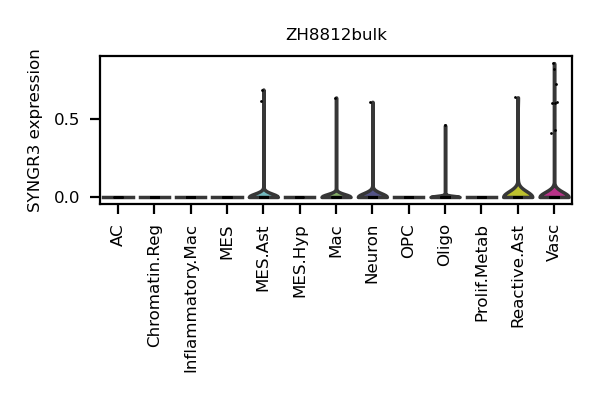 ZH8812bulk
SYNGR3 expression
0.5
0.0
AC
Chromatin.Reg
Inflammatory.Mac
MES
MES.Ast
MES.Hyp
Mac
Neuron
OPC
Oligo
Prolif.Metab
Reactive.Ast
Vasc